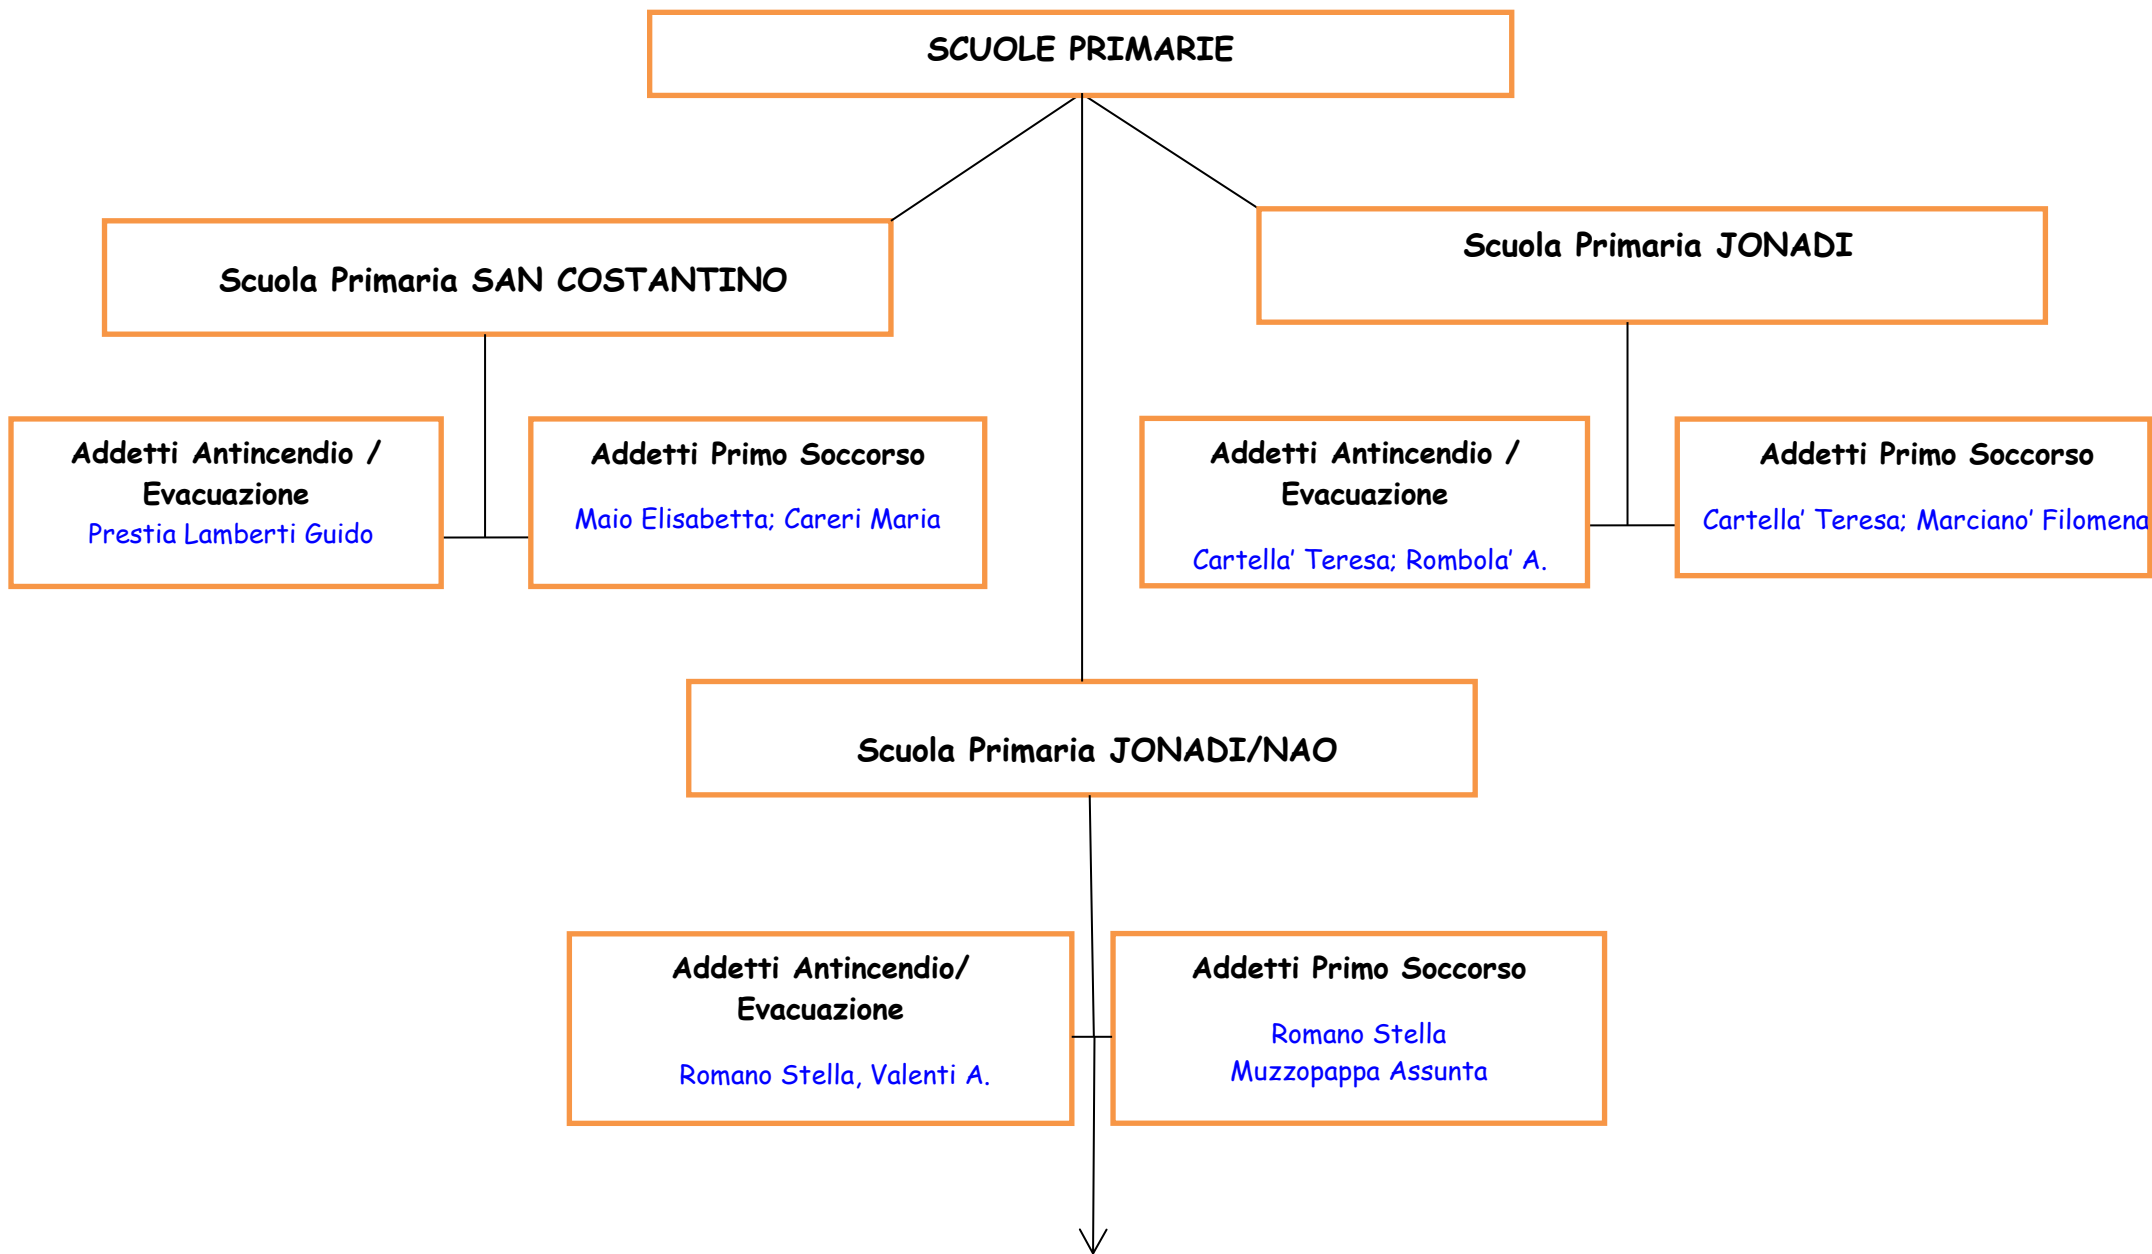 SCUOLE PRIMARIE
Scuola Primaria SAN COSTANTINO
Scuola Primaria JONADI
Addetti Antincendio /
Evacuazione
Prestia Lamberti Guido
Addetti Primo Soccorso
Maio Elisabetta; Careri Maria
Addetti Antincendio /
Evacuazione
Cartella’ Teresa; Rombola’ A.
Addetti Primo Soccorso
Cartella’ Teresa; Marciano’ Filomena
Scuola Primaria JONADI/NAO
Addetti Antincendio/
Evacuazione
Romano Stella, Valenti A.
Addetti Primo Soccorso
Romano Stella
Muzzopappa Assunta